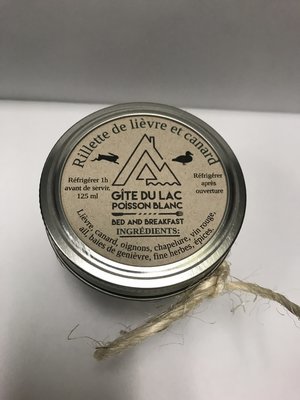 Rillette de lièvre et canard
Réfrigérer 1h
avant de servir.
125 ml
Réfrigérer
après
ouverture
GÎTE DU LAC
POISSON BLANC
BED AND BREAKFAST
INGRÉDIENTS:
Lièvre, canard, oignons, chapelure, vin rouge,
ail, baies de genièvre, fine herbes, épices.